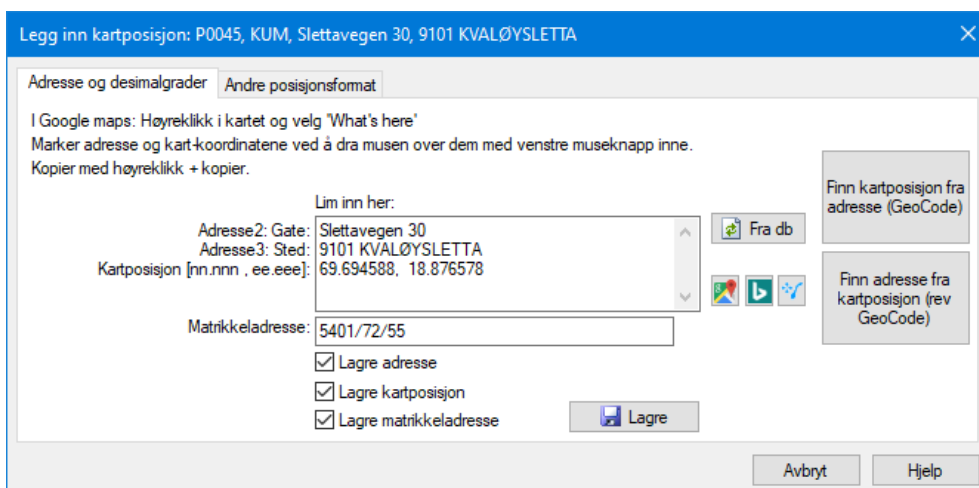 Legg inn kartposisjon: P0045, KUM, Slettavegen 30, 9101 KVALØYSLETTA
Adresse og desimalgrader
Andre posisjonsformat
I Google maps: Høyreklikk i kartet og velg 'What's here'
Marker adresse og kart-koordinatene ved å dra musen over dem med venstre museknapp inne.
Kopier med høyreklikk + kopier.
Lim inn her:
Adresse2: Gate:
Slettavegen 30
Adresse3: Sted:
9101 KVALØYSLETTA
Kartposisjon [nn.nnn , ee.eee]:
69.694588, 18.876578
Fra db
Finn kartposisjon fra
adresse (GeoCode)
Finn adresse fra
kartposisjon (rev
GeoCode)
Matrikkeladresse:
5401/72/55
Lagre adresse
Lagre kartposisjon
Lagre matrikkeladresse
Lagre
Avbryt
Hjelp